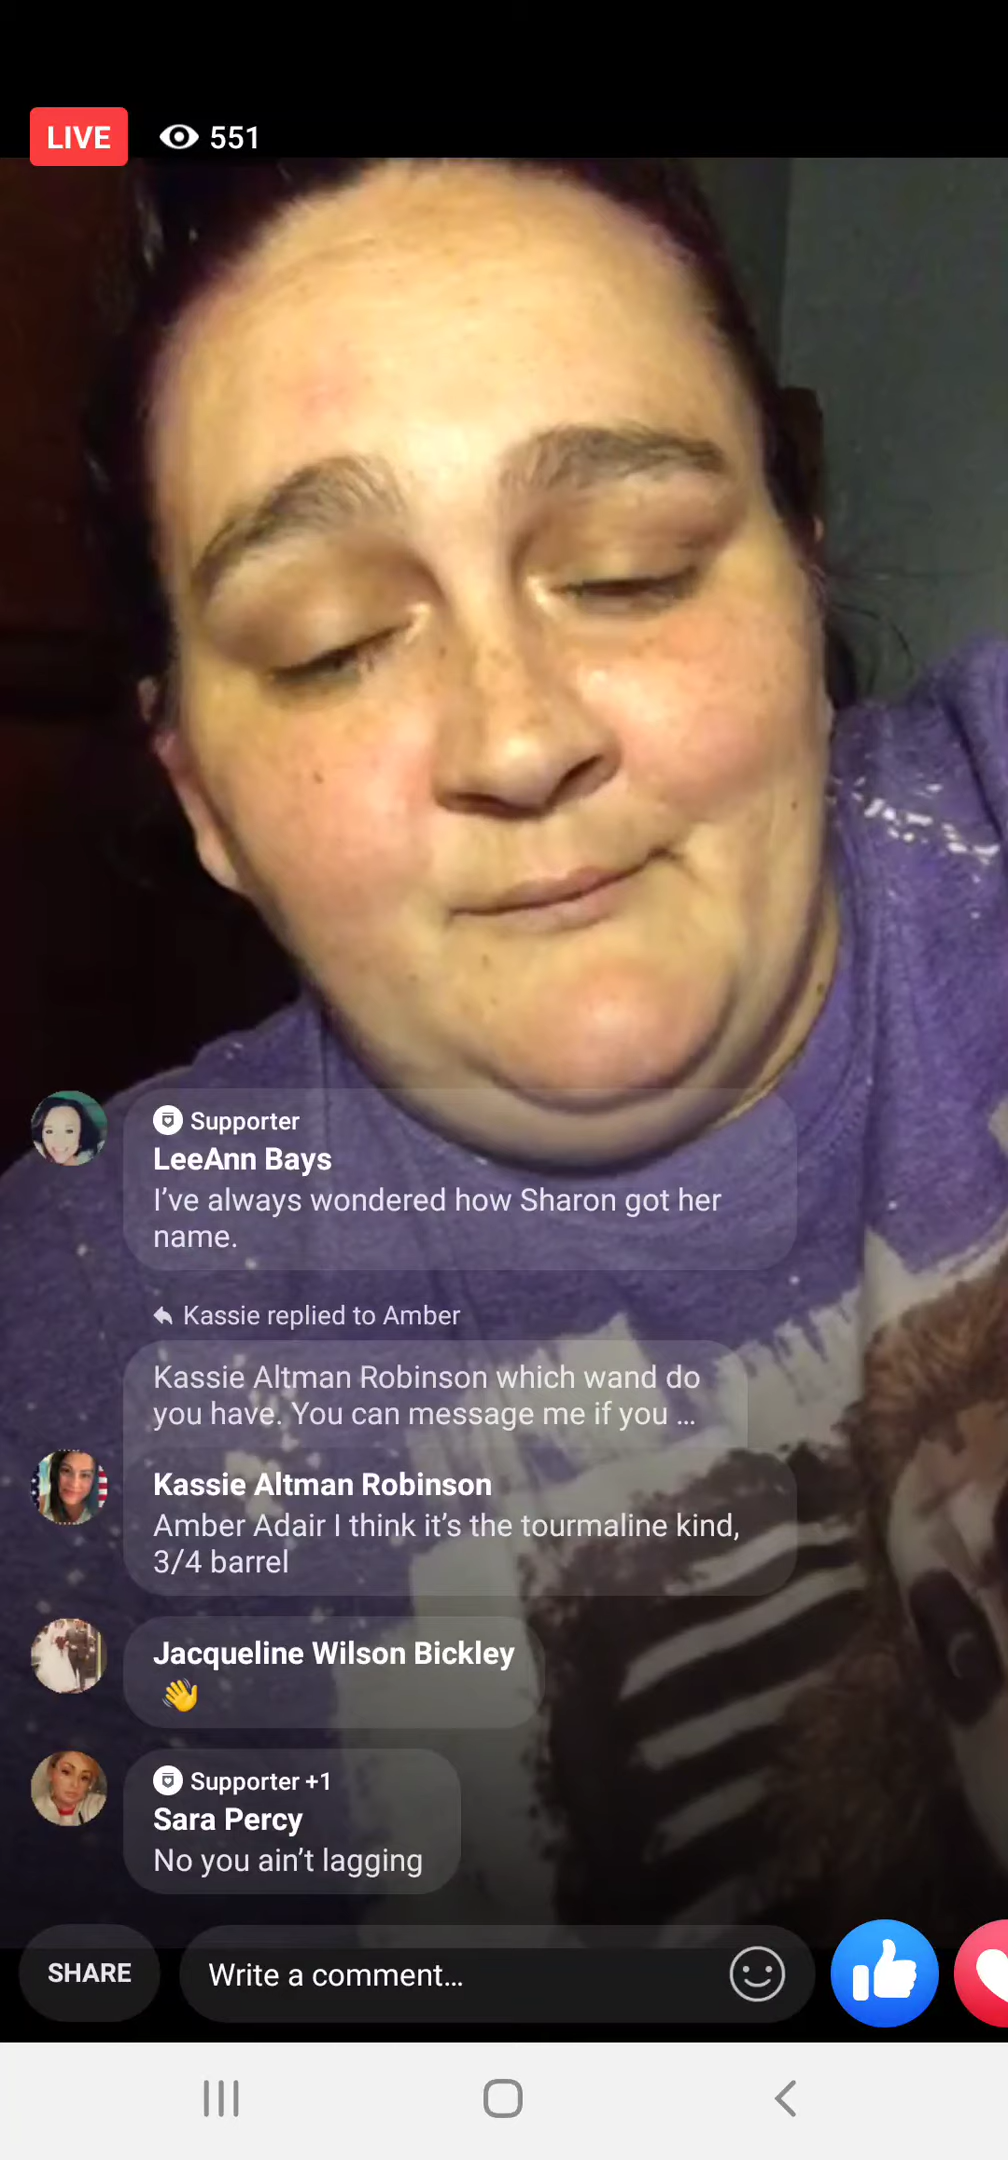 LIVE 551
Supporter
LeeAnn Bays
I've always wondered how Sharon got her
name.
Kassie replied to Amber
Kassie Altman Robinson which wand do
you have. You can message me if you ...
Kassie Altman Robinson
Amber Adair I think it's the tourmaline kind,
3/4 barrel
Jacqueline Wilson Bickley
👋
Supporter +1
Sara Percy
No you ain't lagging
SHARE
Write a comment...